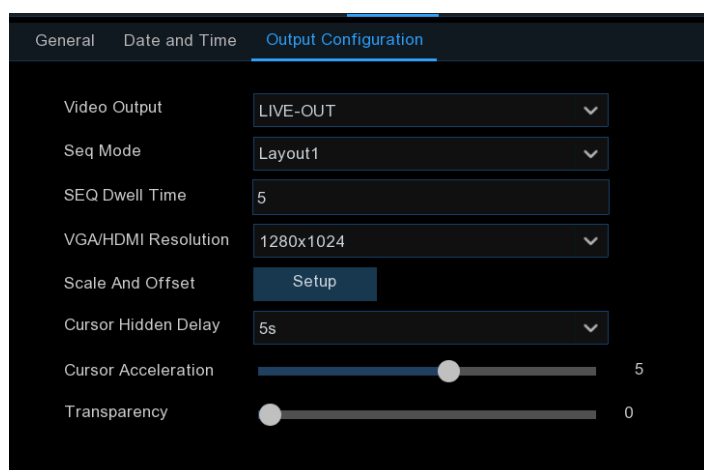 General Date and Time Output Configuration
Video Output LIVE-OUT
Seq Mode Layout1
SEQ Dwell Time 5
VGA/HDMI Resolution 1280x1024
Scale And Offset Setup
Cursor Hidden Delay 5s
Cursor Acceleration 5
Transparency 0